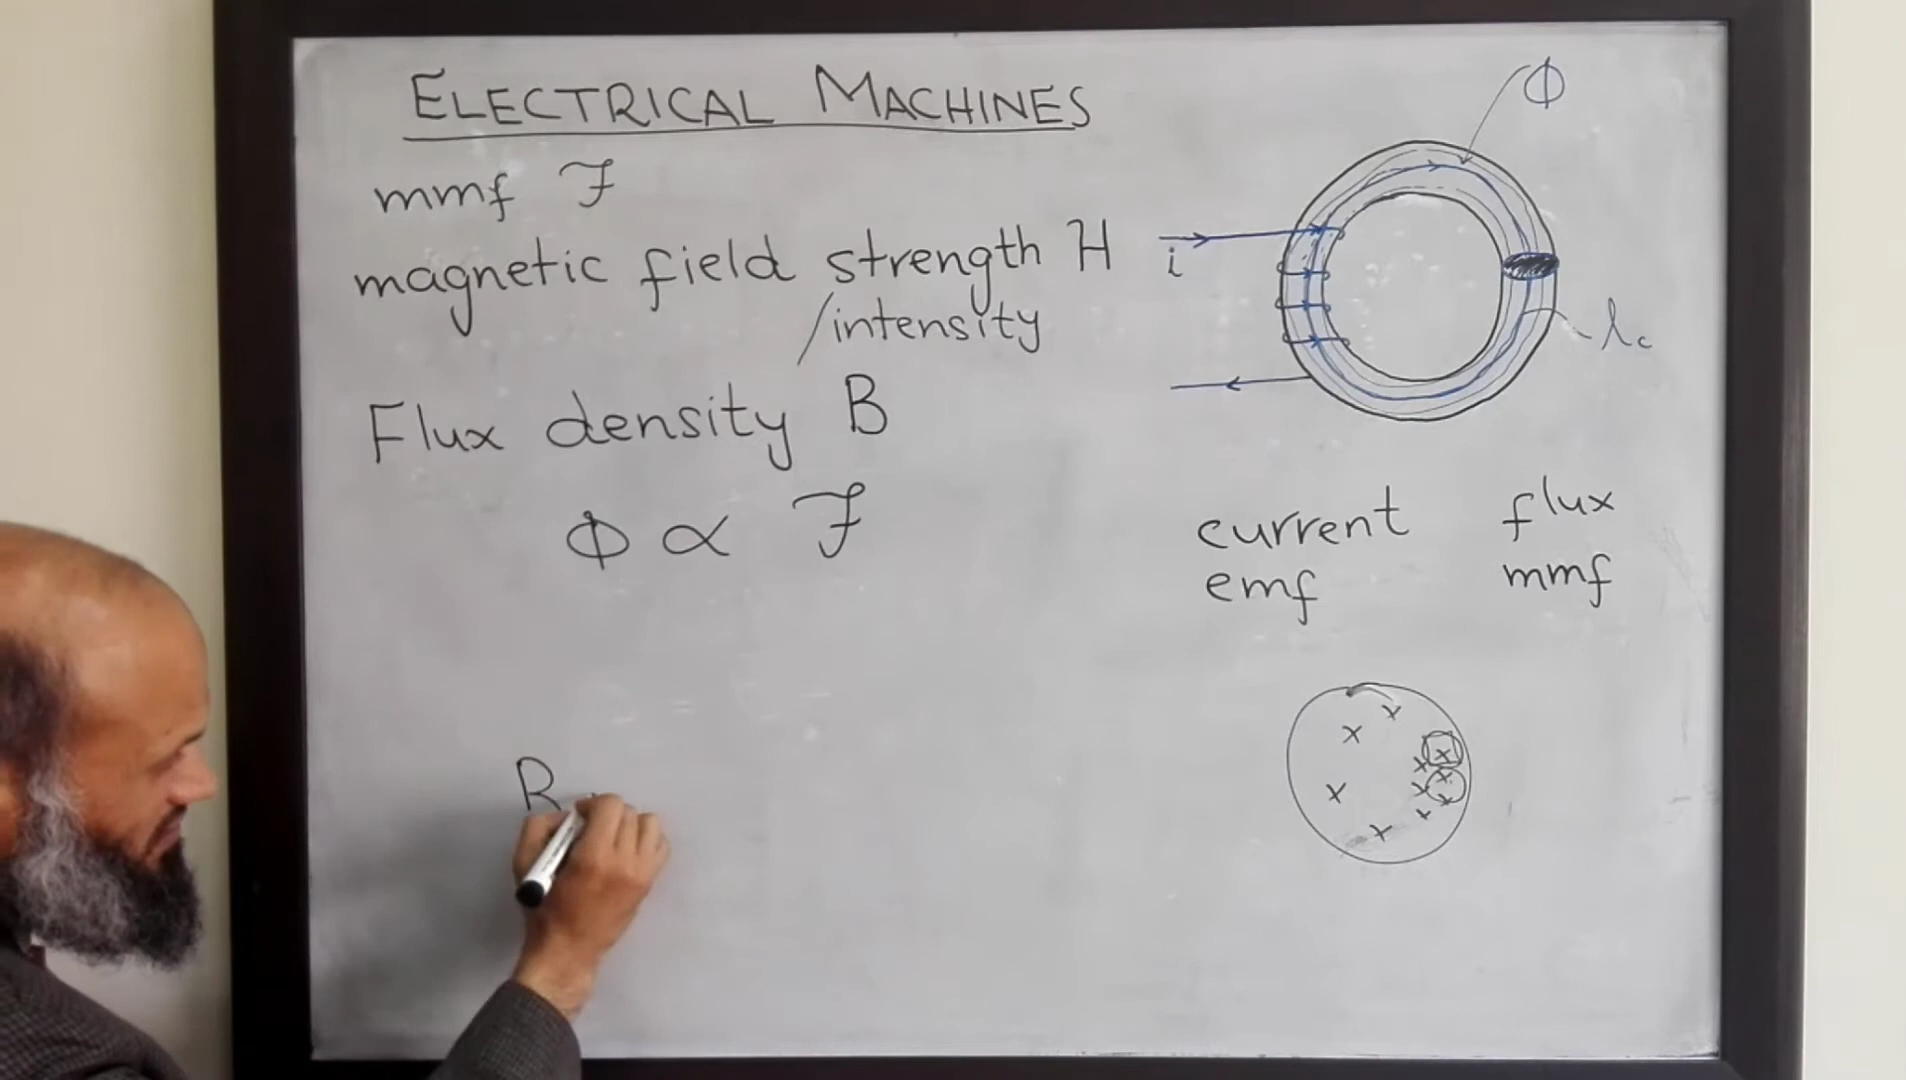 ELECTRICAL MACHINES
mmf ℱ
magnetic field strength H
/intensity
Flux density B
Φ ∝ ℱ
Φ
i
lc
current flux
emf mmf
x
x
x
x
x
x
x
x
x
x